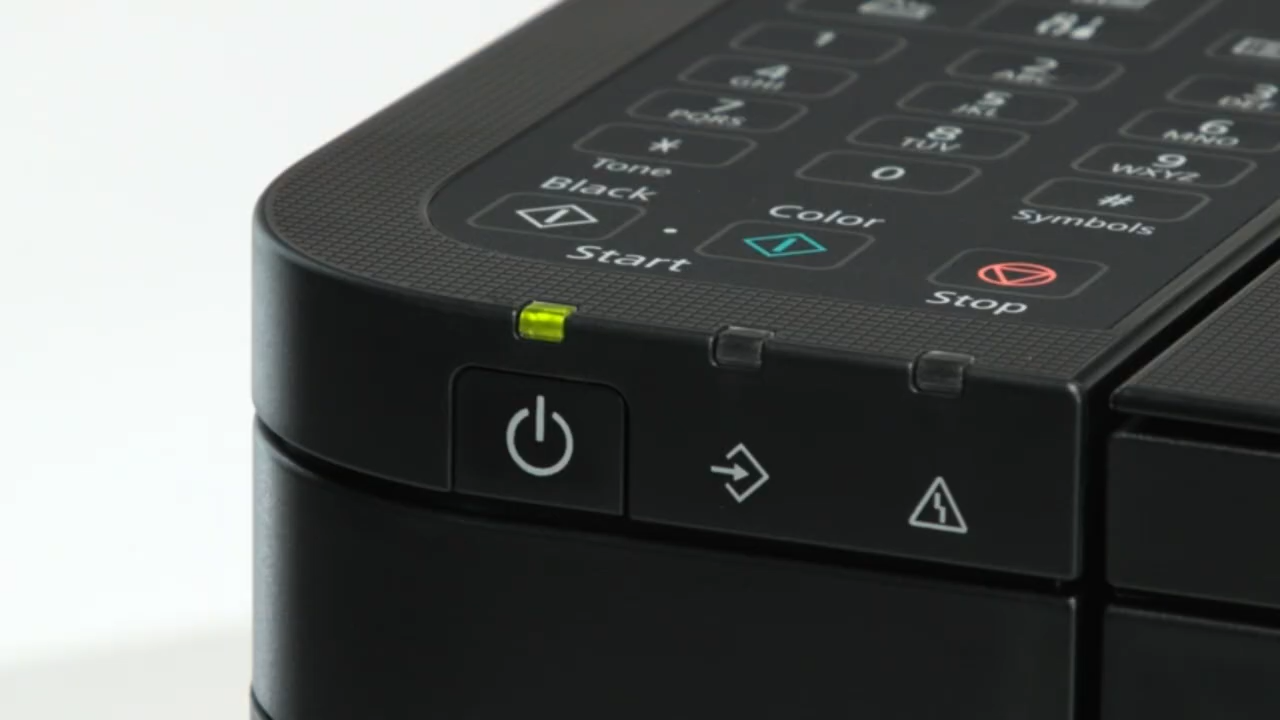 1
2
ABC
3
DEF
4
GHI
5
JKL
6
MNO
7
PQRS
8
TUV
9
WXYZ
*
Tone
0
#
Symbols
Black
Color
Start
Stop